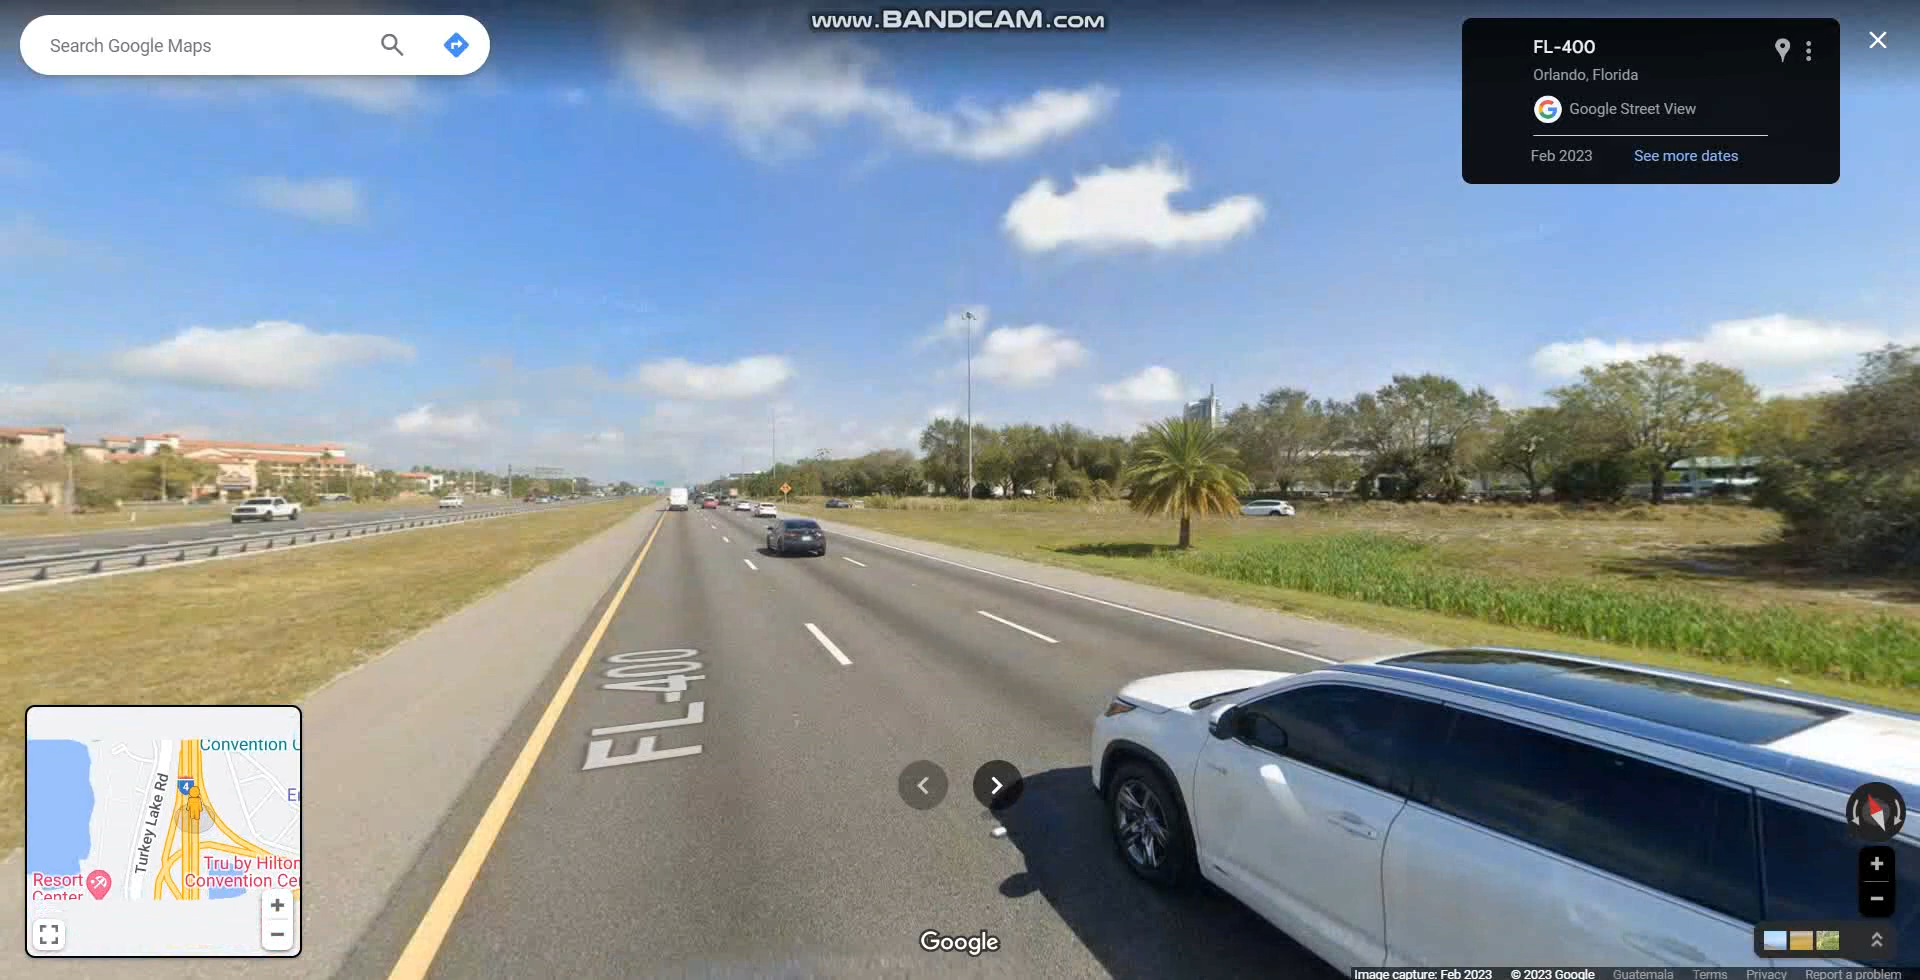 www.BANDICAM.com
Search Google Maps
FL-400
Orlando, Florida
Google Street View
Feb 2023
See more dates
FL-400
Convention C
4
Turkey Lake Rd
Tru by Hilton
Convention Ce
Resort
Center
Google
Image capture: Feb 2023 © 2023 Google Guatemala Terms Privacy Report a problem